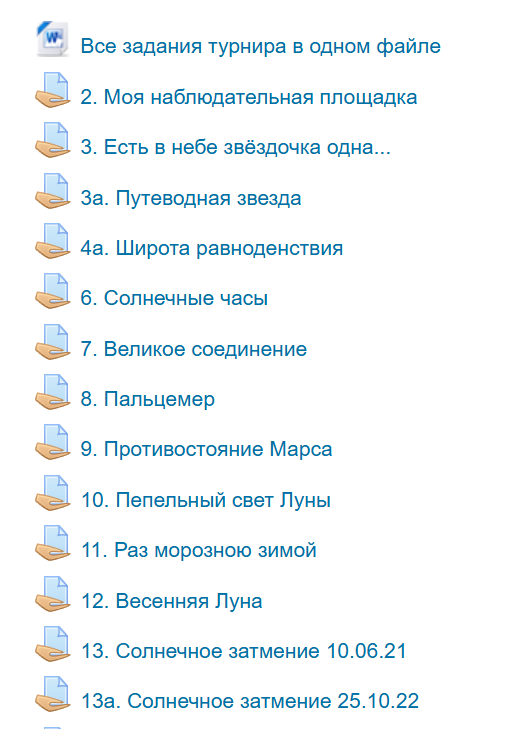 Все задания турнира в одном файле
2. Моя наблюдательная площадка
3. Есть в небе звёздочка одна...
3а. Путеводная звезда
4а. Широта равноденствия
6. Солнечные часы
7. Великое соединение
8. Пальцемер
9. Противостояние Марса
10. Пепельный свет Луны
11. Раз морозною зимой
12. Весенняя Луна
13. Солнечное затмение 10.06.21
13а. Солнечное затмение 25.10.22